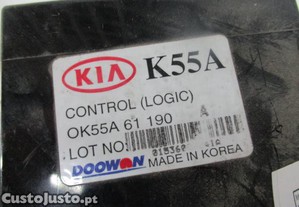 KIA K55A
CONTROL (LOGIC)
OK55A 61 190 A
LOT NO:
DOOWON MADE IN KOREA
CustoJusto.pt